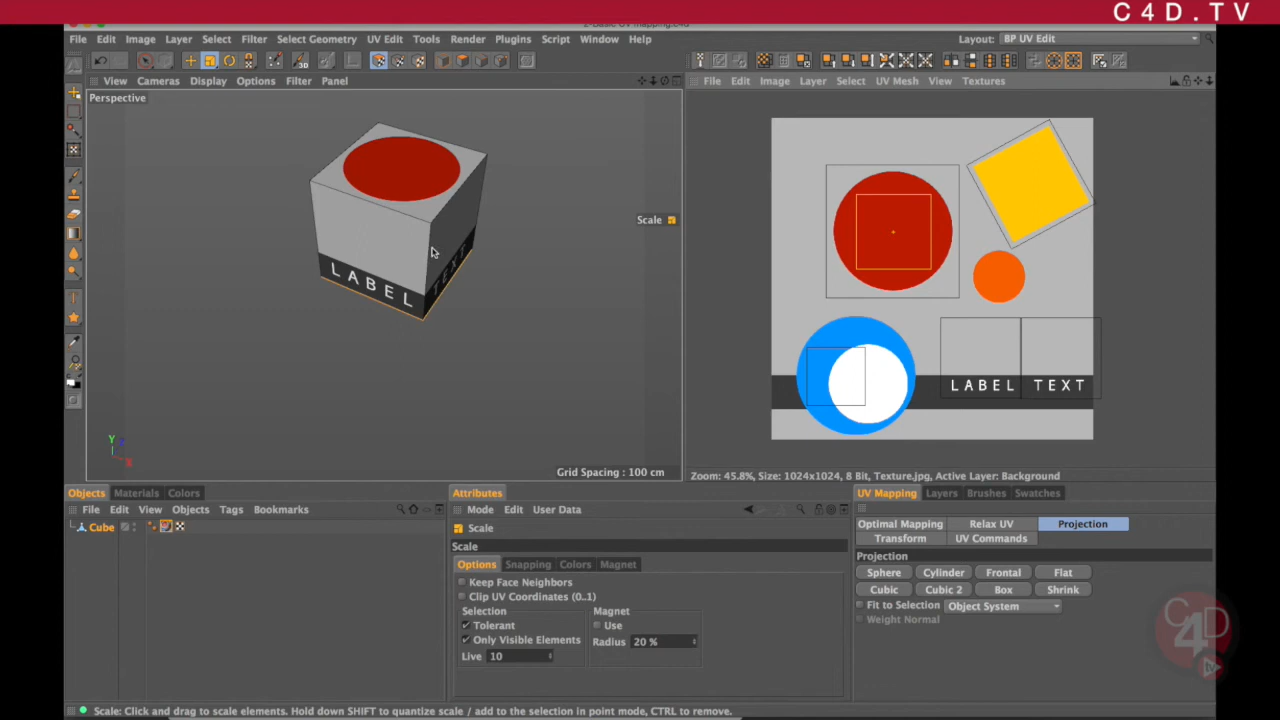 C4D.TV
File Edit Image Layer Select Filter Select Geometry UV Edit Tools Render Plugins Script Window Help
Layout: BP UV Edit
View Cameras Display Options Filter Panel
File Edit Image Layer Select UV Mesh View Textures
Perspective
Scale
LABEL
TEXT
LABEL TEXT
Y
Z
X
Grid Spacing : 100 cm
Zoom: 45.8%, Size: 1024x1024, 8 Bit, Texture.jpg, Active Layer: Background
Objects Materials Colors
File Edit View Objects Tags Bookmarks
Cube
Attributes
Mode Edit User Data
Scale
Scale
Options Snapping Colors Magnet
Keep Face Neighbors
Clip UV Coordinates (0..1)
Selection Magnet
Tolerant Use
Only Visible Elements Radius 20 %
Live 10
UV Mapping Layers Brushes Swatches
Optimal Mapping Relax UV Projection
Transform UV Commands
Projection
Sphere Cylinder Frontal Flat
Cubic Cubic 2 Box Shrink
Fit to Selection Object System
Weight Normal
C4D
tv
Scale: Click and drag to scale elements. Hold down SHIFT to quantize scale / add to the selection in point mode, CTRL to remove.